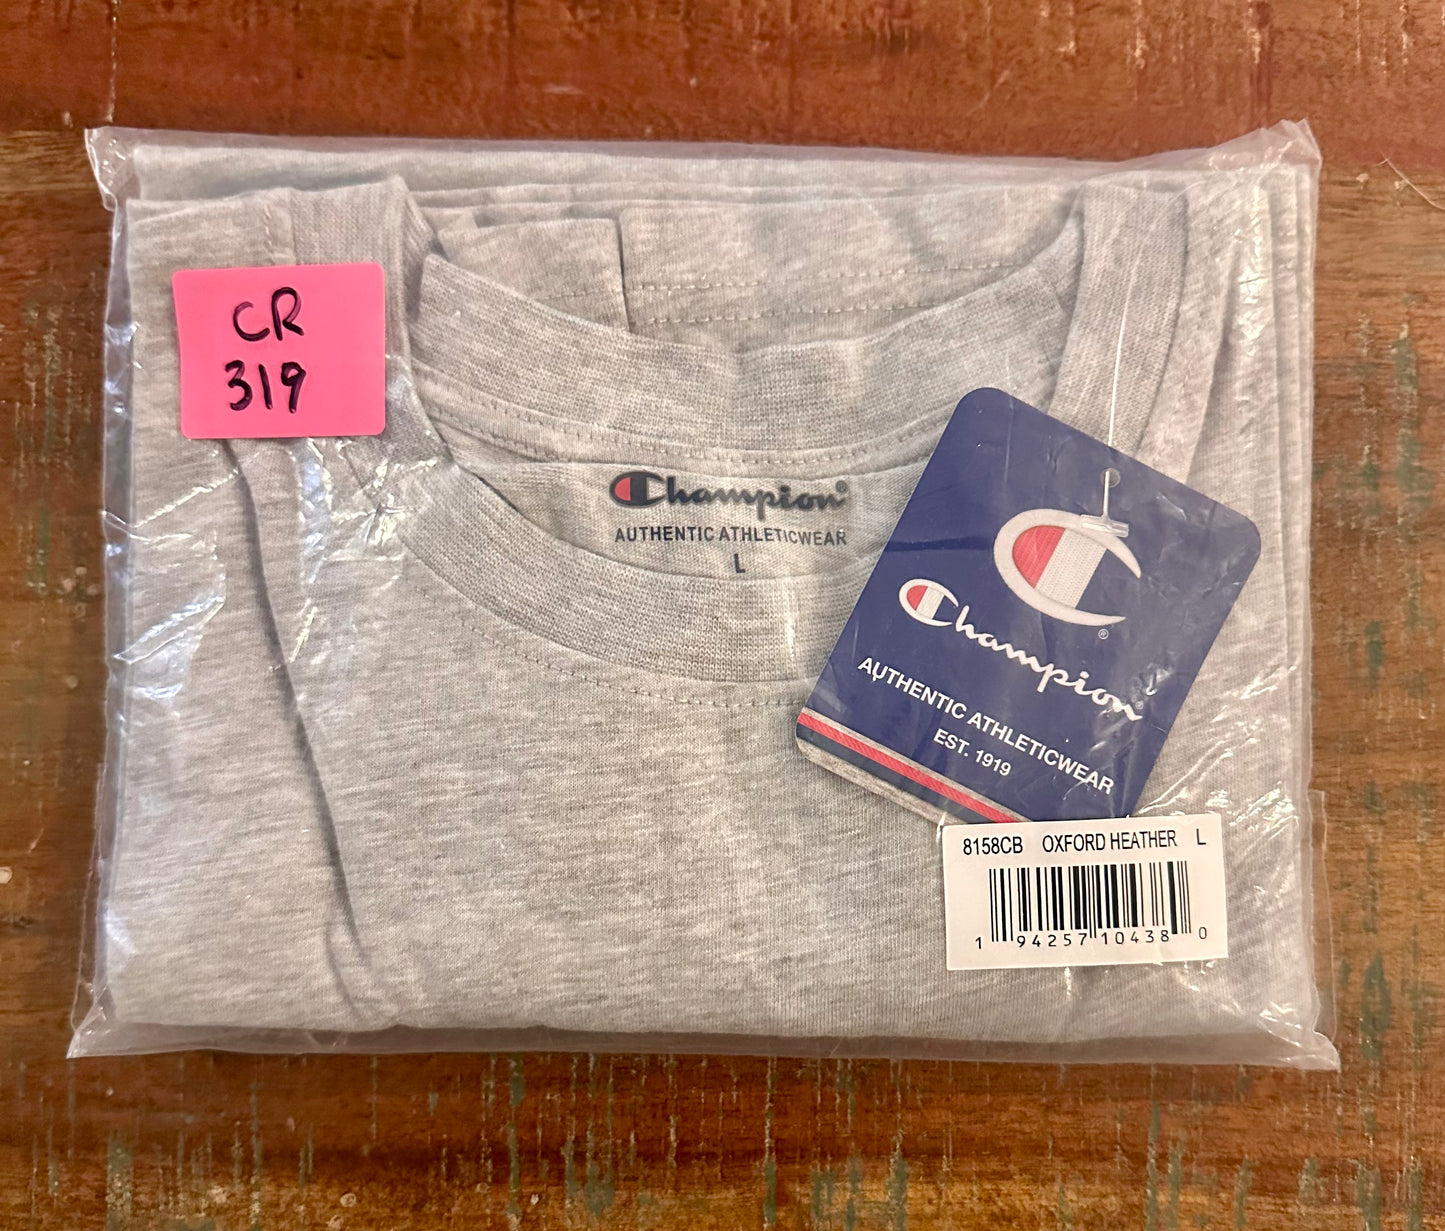 CR
319
Champion®
AUTHENTIC ATHLETICWEAR
L
®
Champion®
AUTHENTIC ATHLETICWEAR
EST. 1919
8158CB OXFORD HEATHER L
1 94257 10438 0